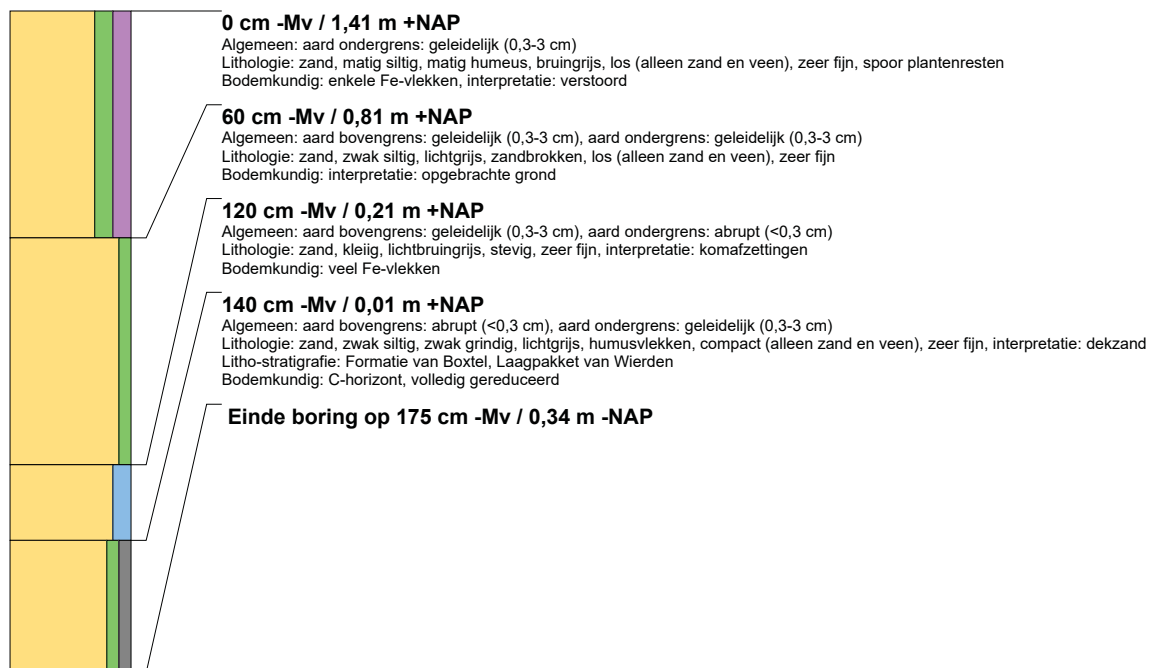 0 cm -Mv / 1,41 m +NAP
Algemeen: aard ondergrens: geleidelijk (0,3-3 cm)
Lithologie: zand, matig siltig, matig humeus, bruingrijs, los (alleen zand en veen), zeer fijn, spoor plantenresten
Bodemkundig: enkele Fe-vlekken, interpretatie: verstoord
60 cm -Mv / 0,81 m +NAP
Algemeen: aard bovengrens: geleidelijk (0,3-3 cm), aard ondergrens: geleidelijk (0,3-3 cm)
Lithologie: zand, zwak siltig, lichtgrijs, zandbrokken, los (alleen zand en veen), zeer fijn
Bodemkundig: interpretatie: opgebrachte grond
120 cm -Mv / 0,21 m +NAP
Algemeen: aard bovengrens: geleidelijk (0,3-3 cm), aard ondergrens: abrupt (<0,3 cm)
Lithologie: zand, kleiig, lichtbruingrijs, stevig, zeer fijn, interpretatie: komafzettingen
Bodemkundig: veel Fe-vlekken
140 cm -Mv / 0,01 m +NAP
Algemeen: aard bovengrens: abrupt (<0,3 cm), aard ondergrens: geleidelijk (0,3-3 cm)
Lithologie: zand, zwak siltig, zwak grindig, lichtgrijs, humusvlekken, compact (alleen zand en veen), zeer fijn, interpretatie: dekzand
Litho-stratigrafie: Formatie van Boxtel, Laagpakket van Wierden
Bodemkundig: C-horizont, volledig gereduceerd
Einde boring op 175 cm -Mv / 0,34 m -NAP